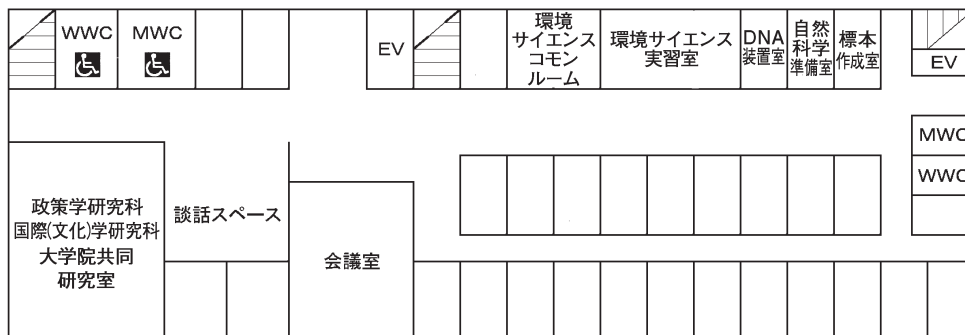 WWC
MWC
EV
環境
サイエンス
コモン
ルーム
環境サイエンス
実習室
DNA
装置室
自然
科学
準備室
標本
作成室
EV
MWC
WWC
政策学研究科
国際(文化)学研究科
大学院共同
研究室
談話スペース
会議室